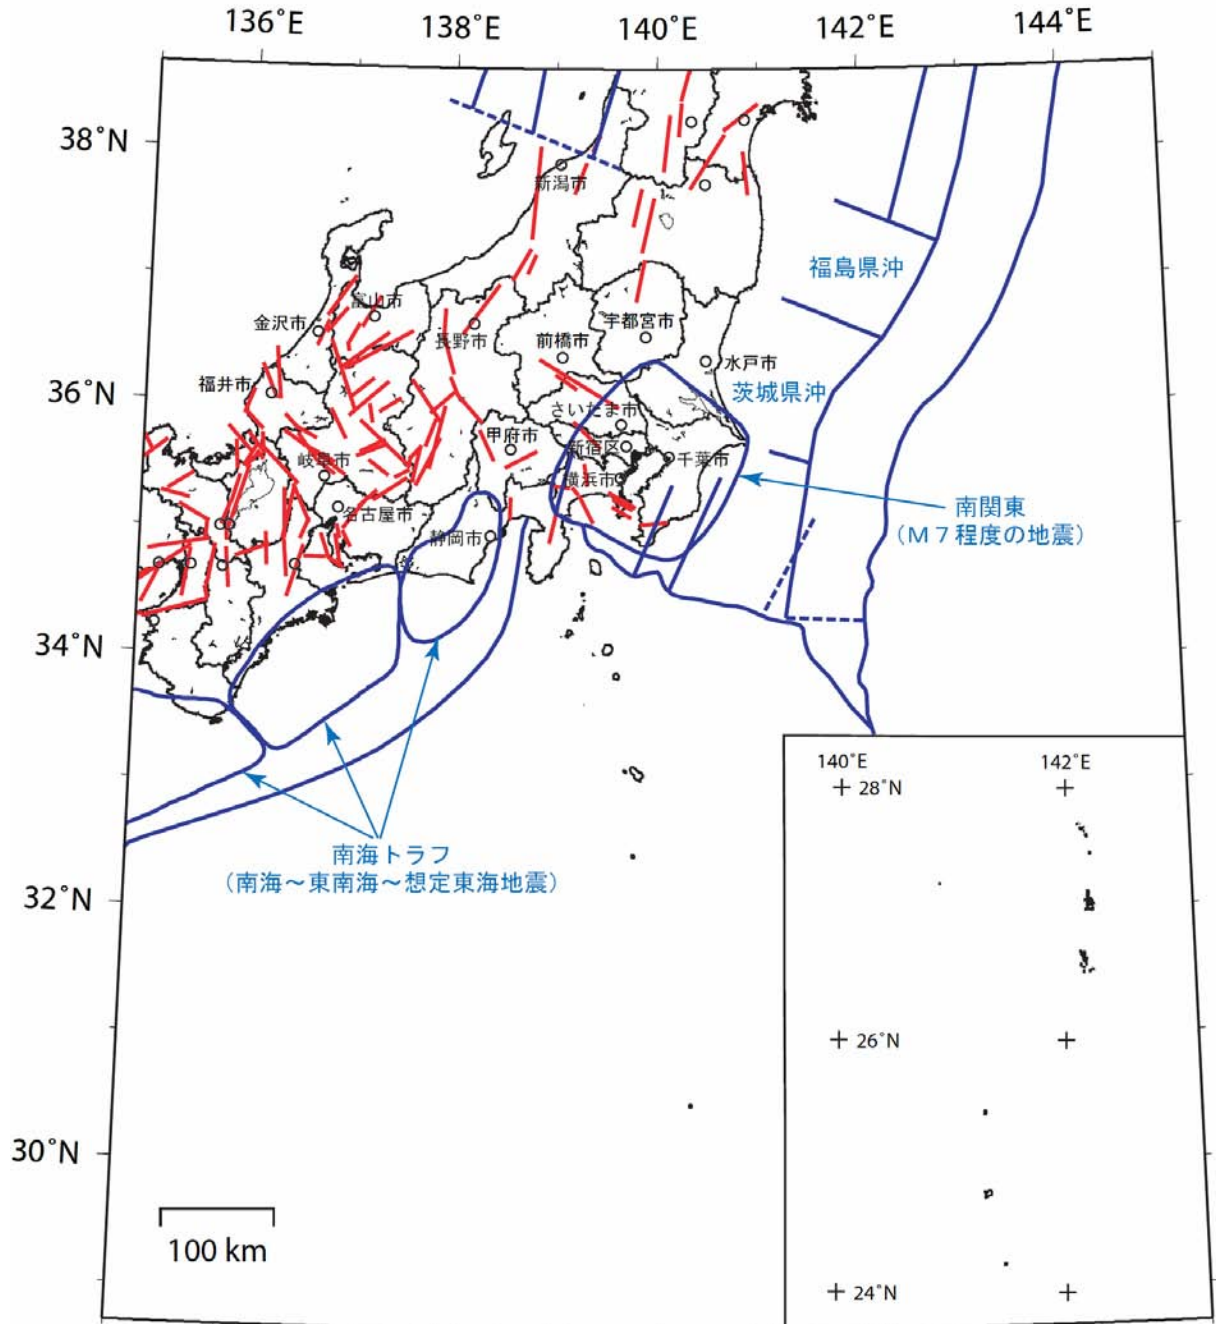 136˚E 138˚E 140˚E 142˚E 144˚E
38˚N
新潟市
福島県沖
富山市
金沢市
長野市
前橋市
宇都宮市
水戸市
36˚N
福井市
茨城県沖
さいたま市
甲府市
新宿区
千葉市
岐阜市
横浜市
名古屋市
静岡市
南関東
（Ｍ７程度の地震）
34˚N
140˚E 142˚E
28˚N
南海トラフ
（南海～東南海～想定東海地震）
32˚N
26˚N
30˚N
100 km
24˚N